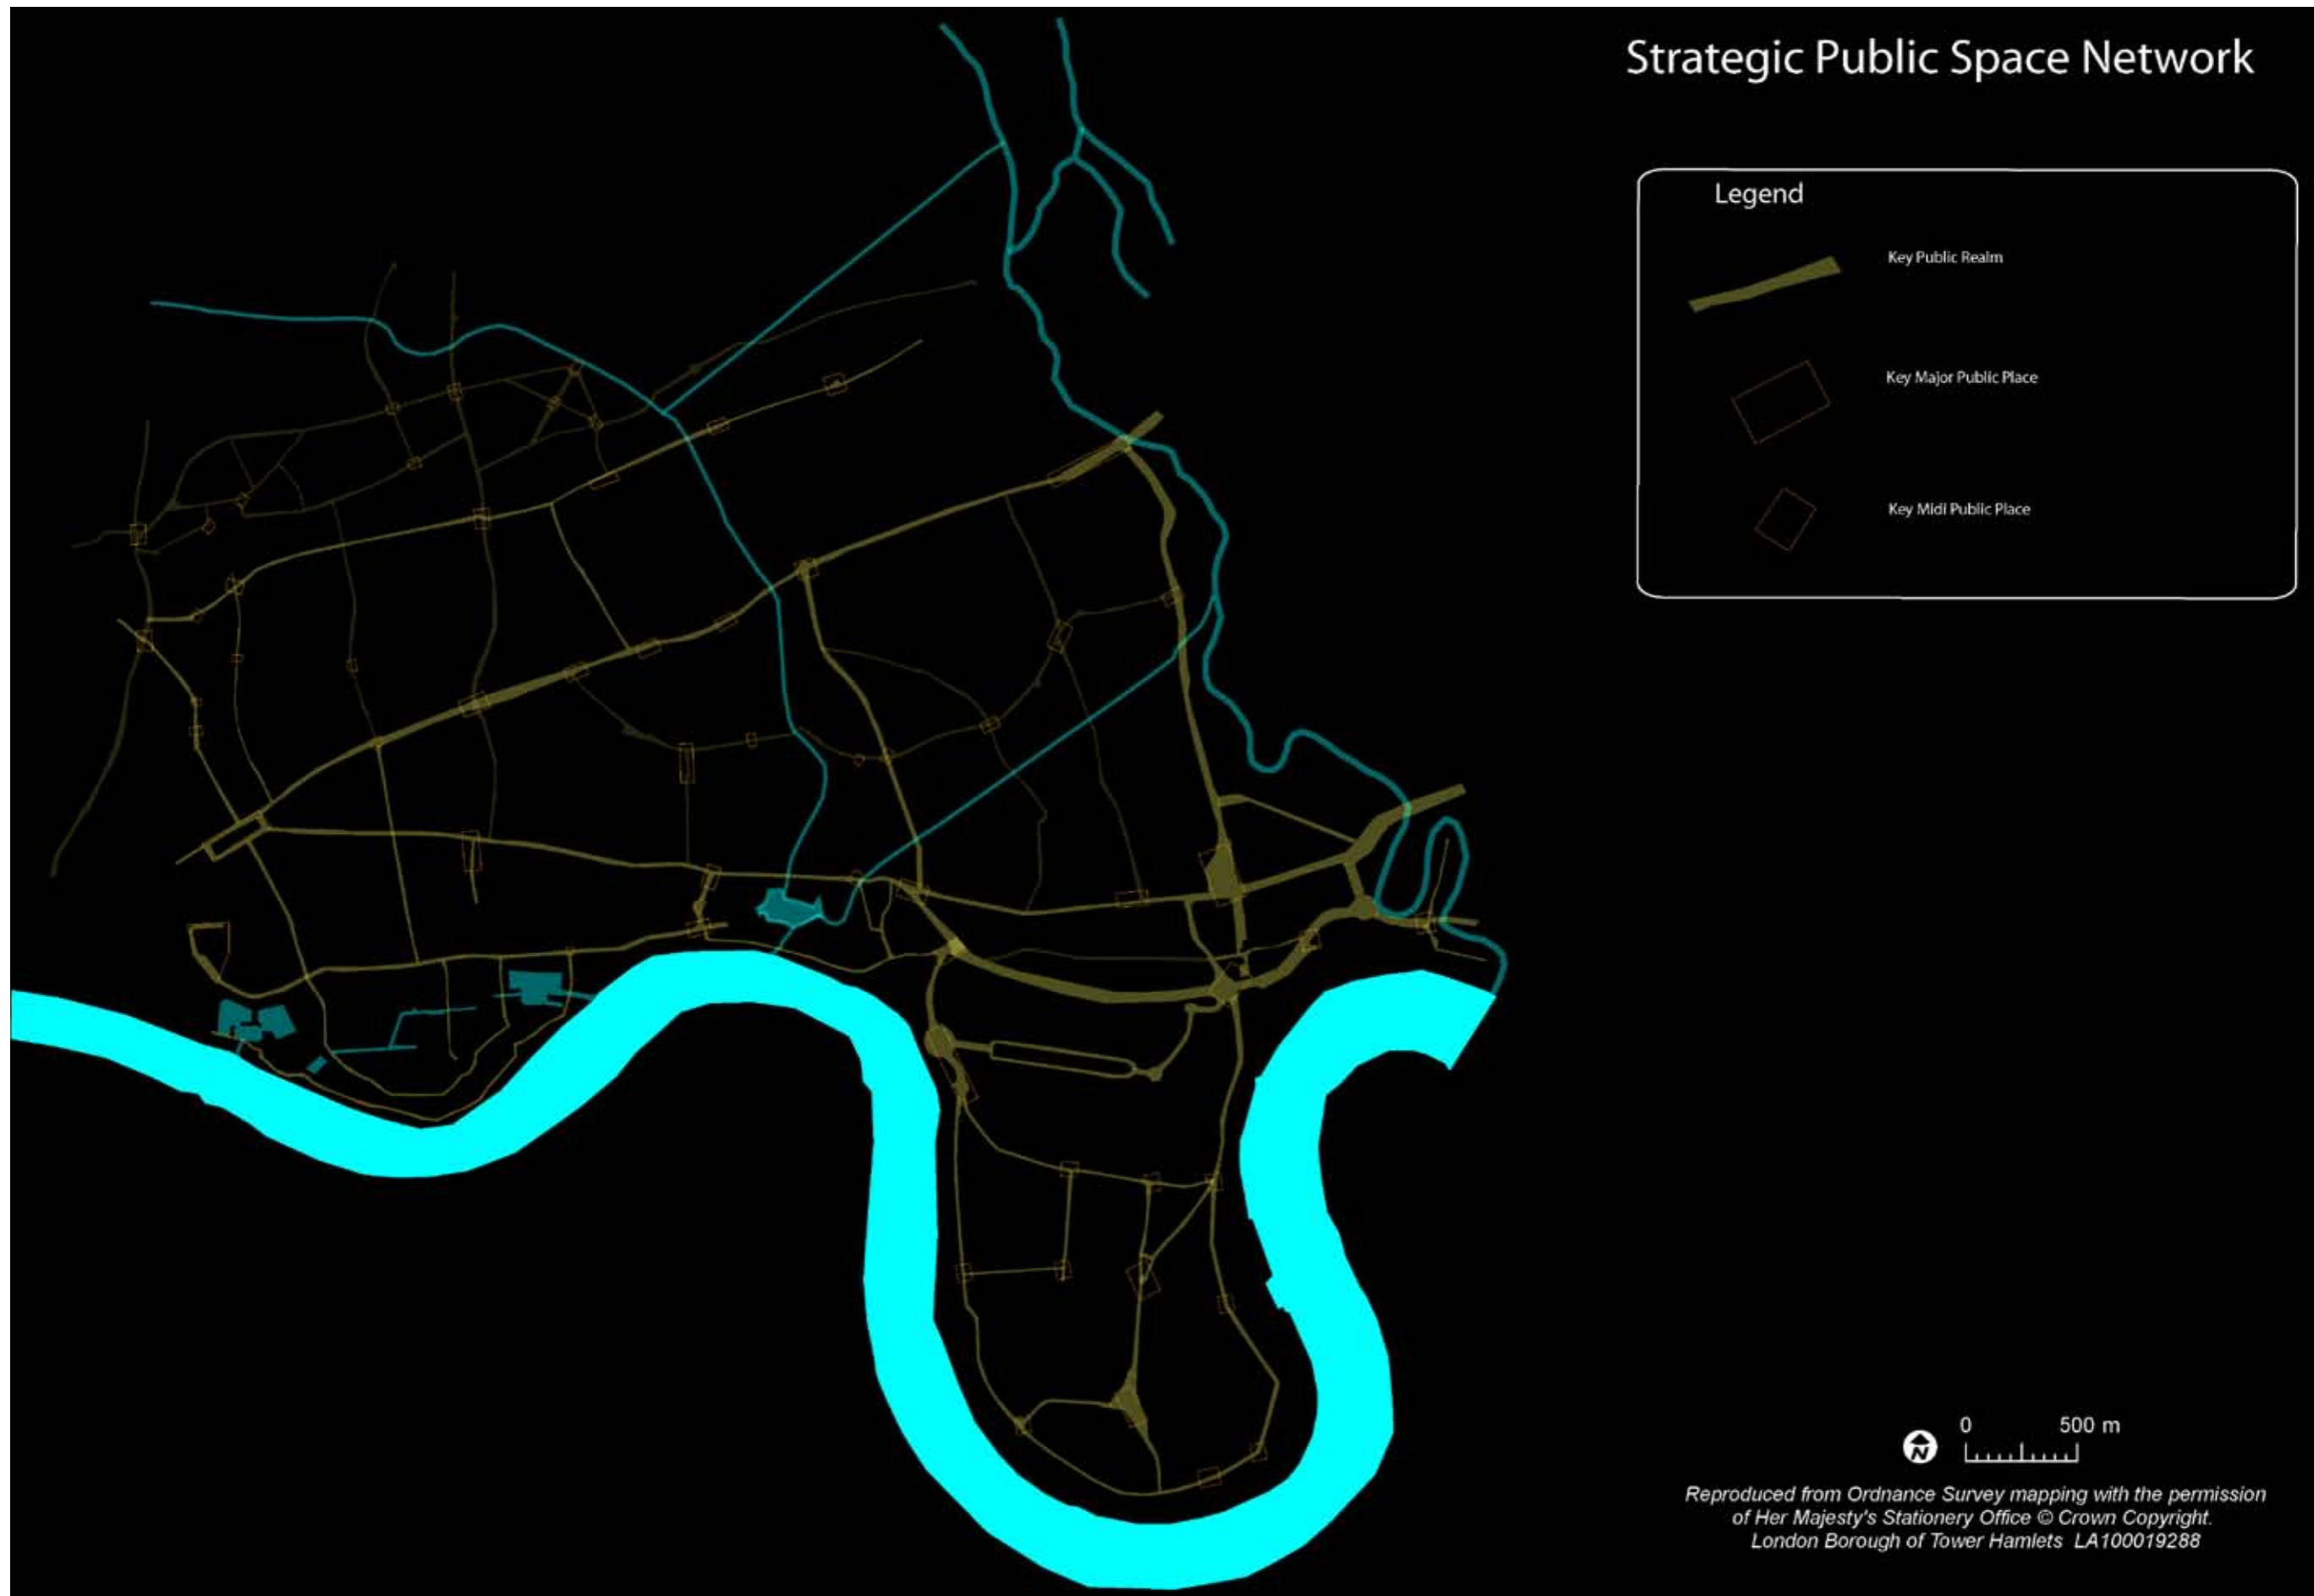 Strategic Public Space Network
Legend
Key Public Realm
Key Major Public Place
Key Midi Public Place
N
0 500 m
Reproduced from Ordnance Survey mapping with the permission
of Her Majesty's Stationery Office © Crown Copyright.
London Borough of Tower Hamlets LA100019288